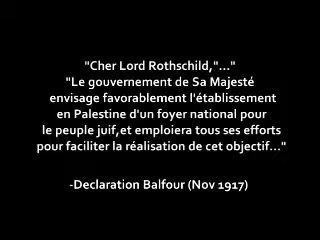 "Cher Lord Rothschild,"..."
"Le gouvernement de Sa Majesté
envisage favorablement l'établissement
en Palestine d'un foyer national pour
le peuple juif,et emploiera tous ses efforts
pour faciliter la réalisation de cet objectif..."
-Declaration Balfour (Nov 1917)